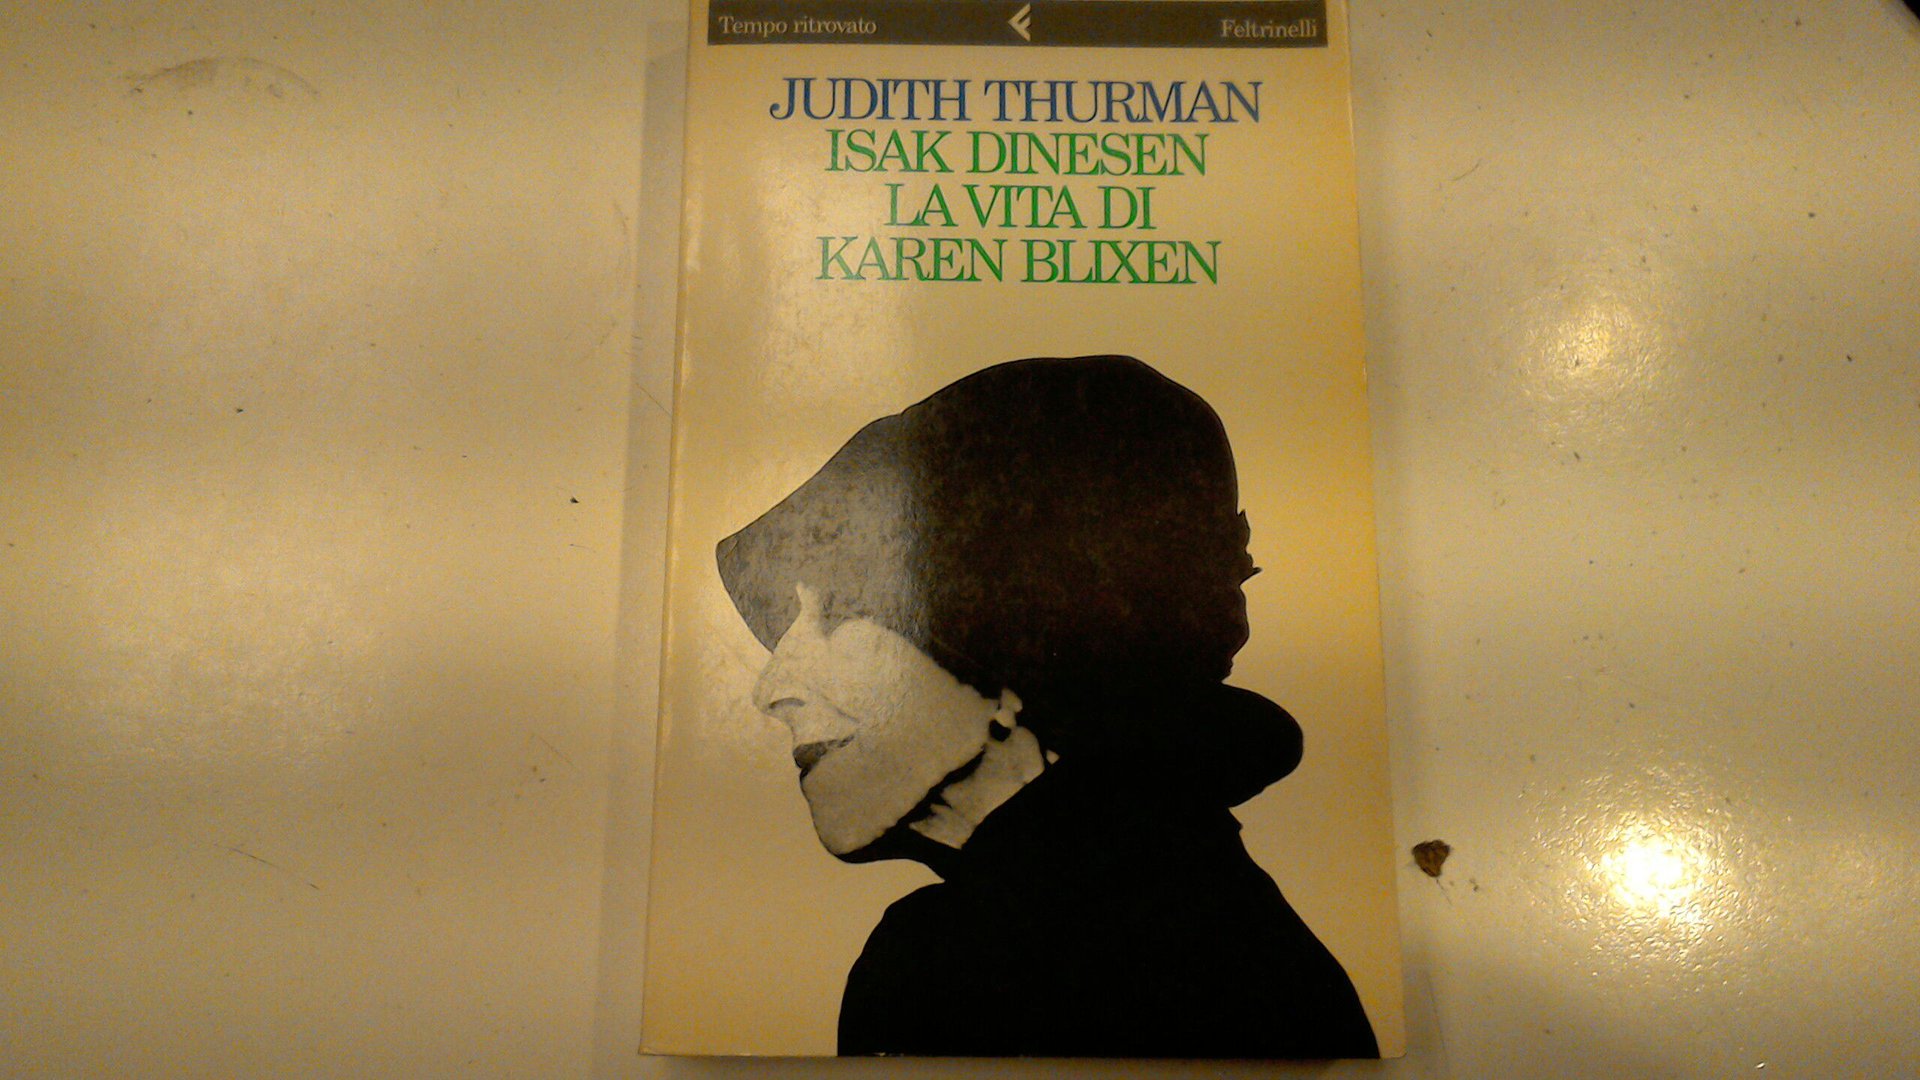 Tempo ritrovato Feltrinelli
JUDITH THURMAN
ISAK DINESEN
LA VITA DI
KAREN BLIXEN